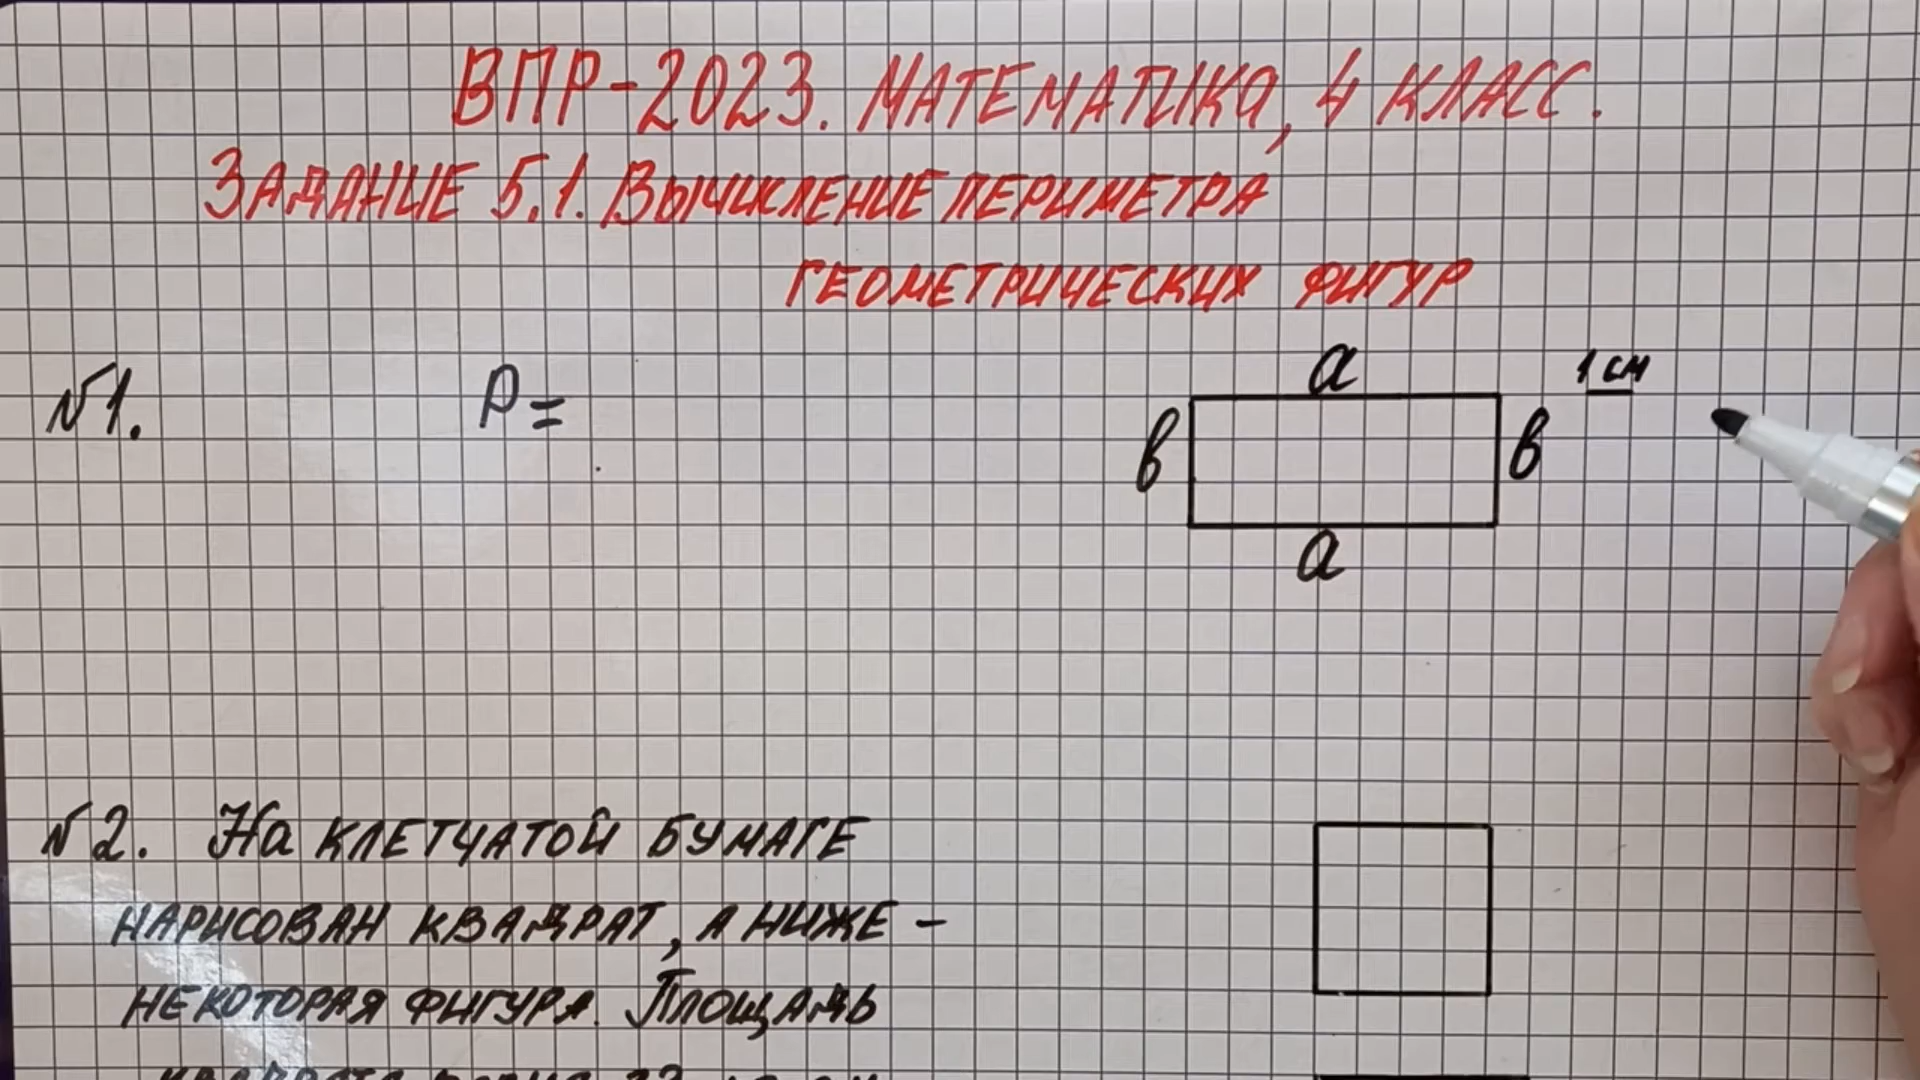 ВПР-2023. МАТЕМАТИКА, 4 КЛАСС.
ЗАДАНИЕ 5.1. ВЫЧИСЛЕНИЕ ПЕРИМЕТРА
ГЕОМЕТРИЧЕСКИХ ФИГУР
№1. P=
a
1 см
в в
a
№2. На КЛЕТЧАТОЙ БУМАГЕ
НАРИСОВАН КВАДРАТ, А НИЖЕ –
НЕКОТОРАЯ ФИГУРА. ПЛОЩАДЬ